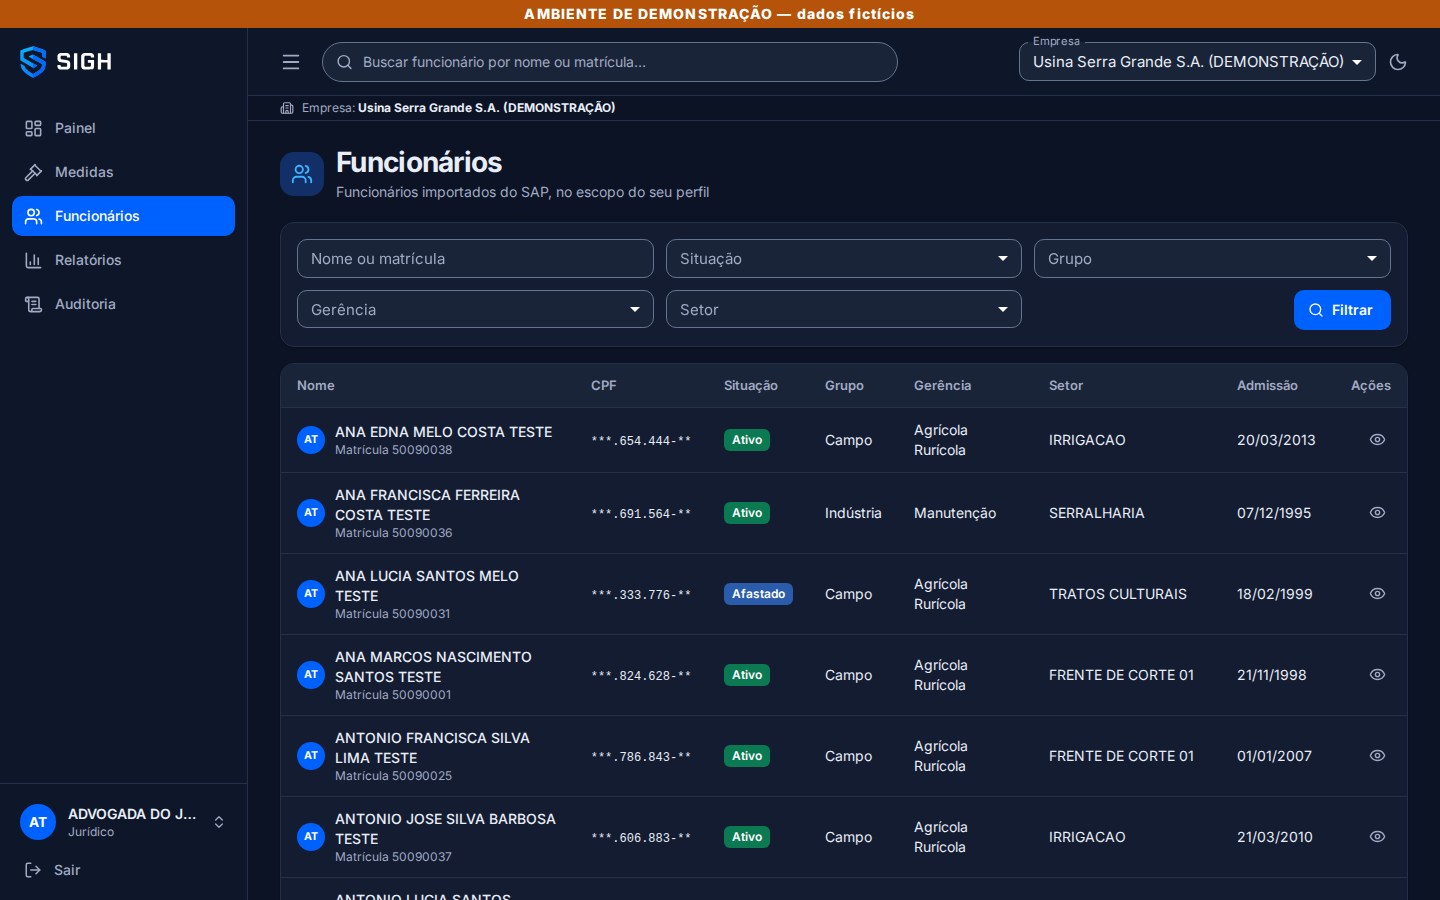 AMBIENTE DE DEMONSTRAÇÃO — dados fictícios
SIGH
Buscar funcionário por nome ou matrícula...
Empresa
Usina Serra Grande S.A. (DEMONSTRAÇÃO)
Empresa: Usina Serra Grande S.A. (DEMONSTRAÇÃO)
Painel
Medidas
Funcionários
Relatórios
Auditoria
Funcionários
Funcionários importados do SAP, no escopo do seu perfil
Nome ou matrícula
Situação
Grupo
Gerência
Setor
Filtrar
Nome CPF Situação Grupo Gerência Setor Admissão Ações
AT ANA EDNA MELO COSTA TESTE
Matrícula 50090038
***.654.444-** Ativo Campo
Agrícola
Rurícola
IRRIGACAO 20/03/2013
AT ANA FRANCISCA FERREIRA
COSTA TESTE
Matrícula 50090036
***.691.564-** Ativo Indústria Manutenção SERRALHARIA 07/12/1995
AT ANA LUCIA SANTOS MELO
TESTE
Matrícula 50090031
***.333.776-** Afastado Campo
Agrícola
Rurícola
TRATOS CULTURAIS 18/02/1999
AT ANA MARCOS NASCIMENTO
SANTOS TESTE
Matrícula 50090001
***.824.628-** Ativo Campo
Agrícola
Rurícola
FRENTE DE CORTE 01 21/11/1998
AT ANTONIO FRANCISCA SILVA
LIMA TESTE
Matrícula 50090025
***.786.843-** Ativo Campo
Agrícola
Rurícola
FRENTE DE CORTE 01 01/01/2007
AT ANTONIO JOSE SILVA BARBOSA
TESTE
Matrícula 50090037
***.606.883-** Ativo Campo
Agrícola
Rurícola
IRRIGACAO 21/03/2010
ANTONIO LUCIA SANTOS
AT ADVOGADA DO J...
Jurídico
Sair